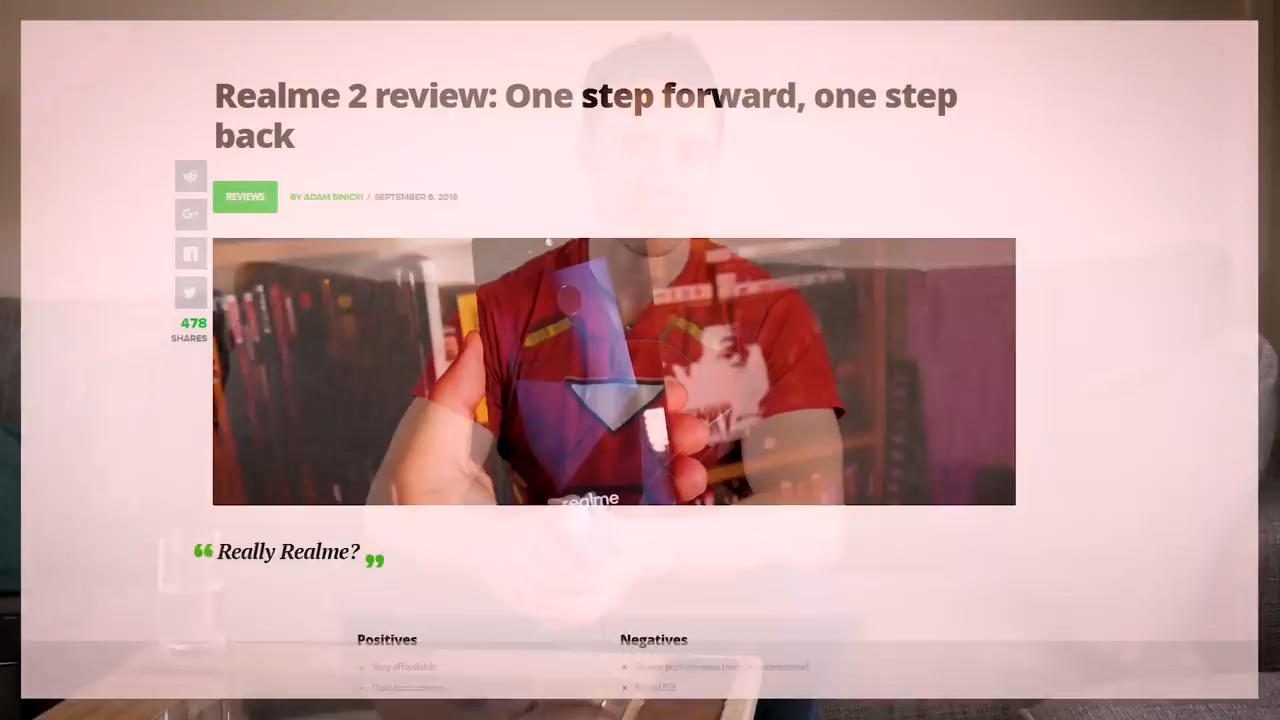 Realme 2 review: One step forward, one step
back
REVIEWS
BY ADAM SINICKI / SEPTEMBER 6, 2018
478
SHARES
realme
“ Really Realme? ”
Positives
Negatives
Very affordable